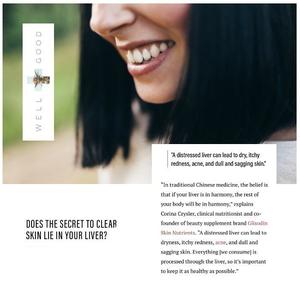 WELL GOOD
"A distressed liver can lead to dry, itchy
redness, acne, and dull and sagging skin."
"In traditional Chinese medicine, the belief is
that if your liver is in harmony, the rest of
your body will be in harmony," explains
Corina Crysler, clinical nutritionist and co-
founder of beauty supplement brand Glisodin
Skin Nutrients. "A distressed liver can lead to
dryness, itchy redness, acne, and dull and
sagging skin. Everything [we consume] is
processed through the liver, so it's important
to keep it as healthy as possible."
DOES THE SECRET TO CLEAR
SKIN LIE IN YOUR LIVER?